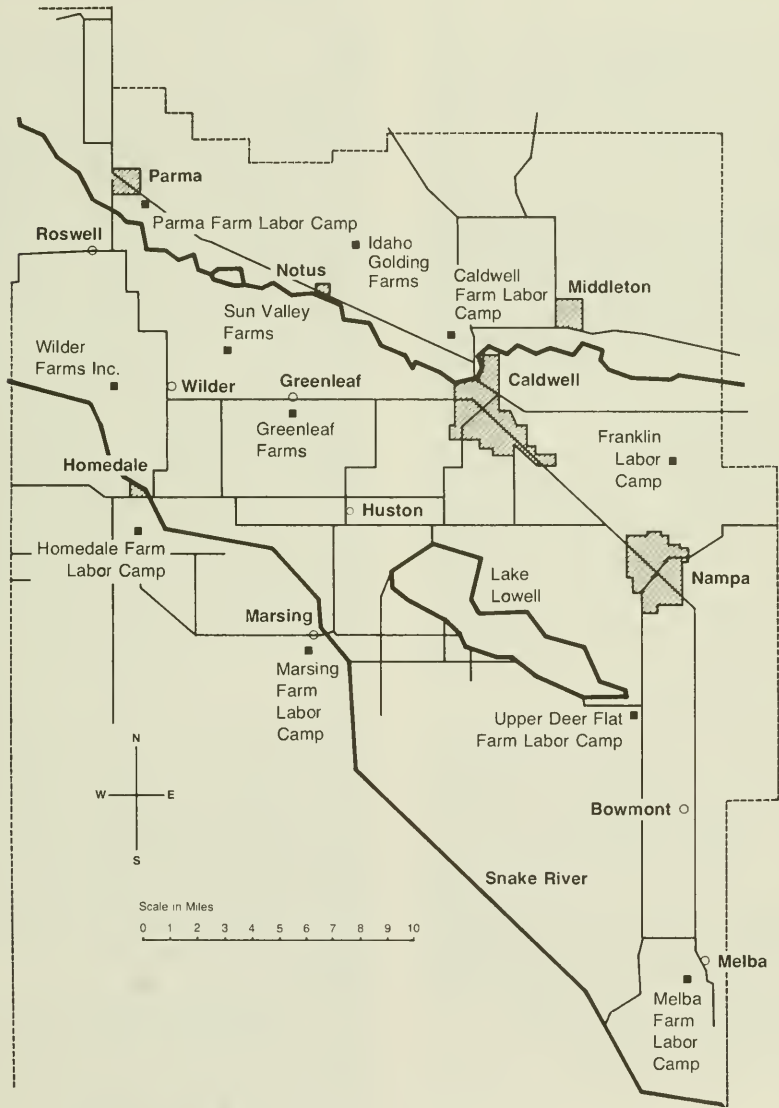 Parma
Parma Farm Labor Camp
Roswell
Idaho
Golding
Farms
Notus
Caldwell
Farm Labor
Camp
Middleton
Sun Valley
Farms
Wilder
Farms Inc.
Wilder
Greenleaf
Caldwell
Greenleaf
Farms
Franklin
Labor
Camp
Homedale
Huston
Homedale Farm
Labor Camp
Lake
Lowell
Nampa
Marsing
Marsing
Farm
Labor
Camp
Upper Deer Flat
Farm Labor Camp
N
W E
S
Bowmont
Snake River
Scale in Miles
0 1 2 3 4 5 6 7 8 9 10
Melba
Melba
Farm
Labor
Camp